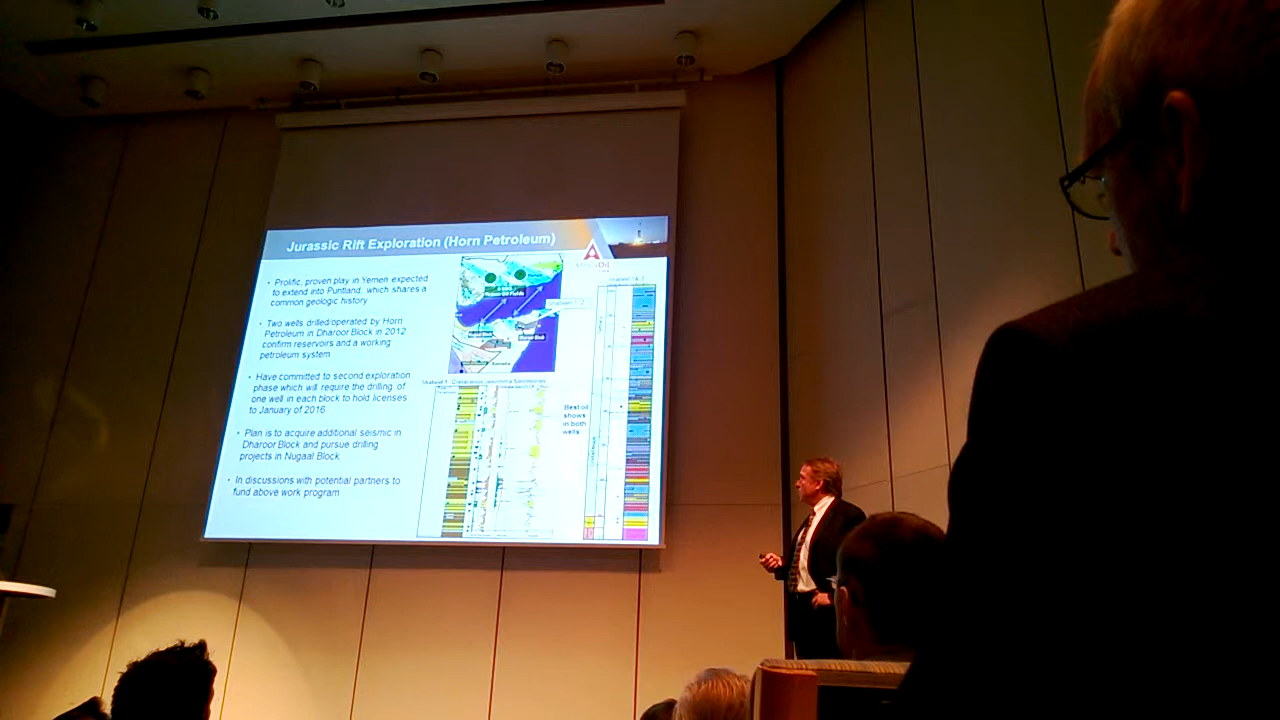 Jurassic Rift Exploration (Horn Petroleum)
• Prolific, proven play in Yemen expected
to extend into Puntland, which shares a
common geologic history
• Two wells drilled/operated by Horn
Petroleum in Dharoor Block in 2012
confirm reservoirs and a working
petroleum system
• Have committed to second exploration
phase which will require the drilling of
one well in each block to hold licenses
to January of 2016
• Plan is to acquire additional seismic in
Dharoor Block and pursue drilling
projects in Nugaal Block
• In discussions with potential partners to
fund above work program
Somalia
Best oil
shows
in both
wells